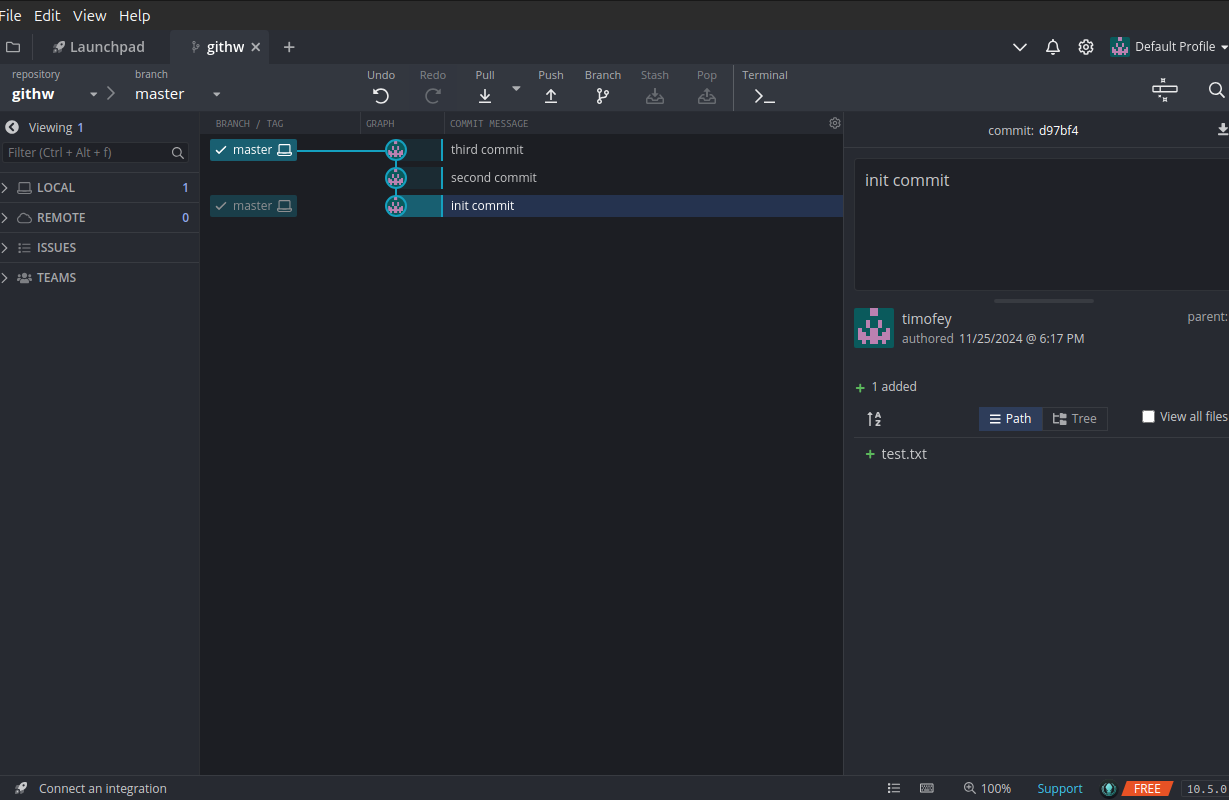 File Edit View Help
Launchpad githw Default Profile
repository branch Undo Redo Pull Push Branch Stash Pop Terminal
githw master
Viewing 1 BRANCH / TAG GRAPH COMMIT MESSAGE commit: d97bf4
Filter (Ctrl + Alt + f) master third commit
second commit init commit
LOCAL 1
master init commit
REMOTE 0
ISSUES
TEAMS
timofey parent:
authored 11/25/2024 @ 6:17 PM
1 added
Path Tree View all files
test.txt
Connect an integration 100% Support FREE 10.5.0